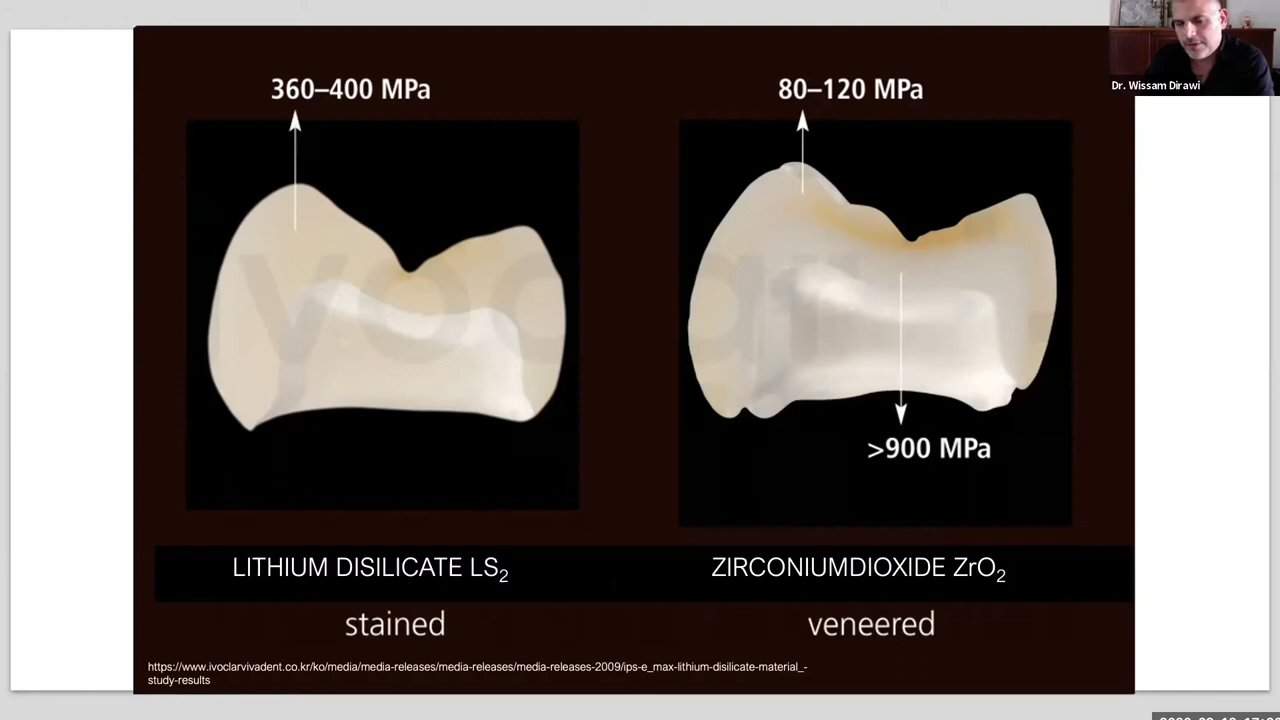 360–400 MPa
80–120 MPa
Dr. Wissam Dirawi
>900 MPa
LITHIUM DISILICATE LS₂
ZIRCONIUMDIOXIDE ZrO₂
stained
veneered
https://www.ivoclarvivadent.co.kr/ko/media/media-releases/media-releases/media-releases-2009/ips-e_max-lithium-disilicate-material_-
study-results